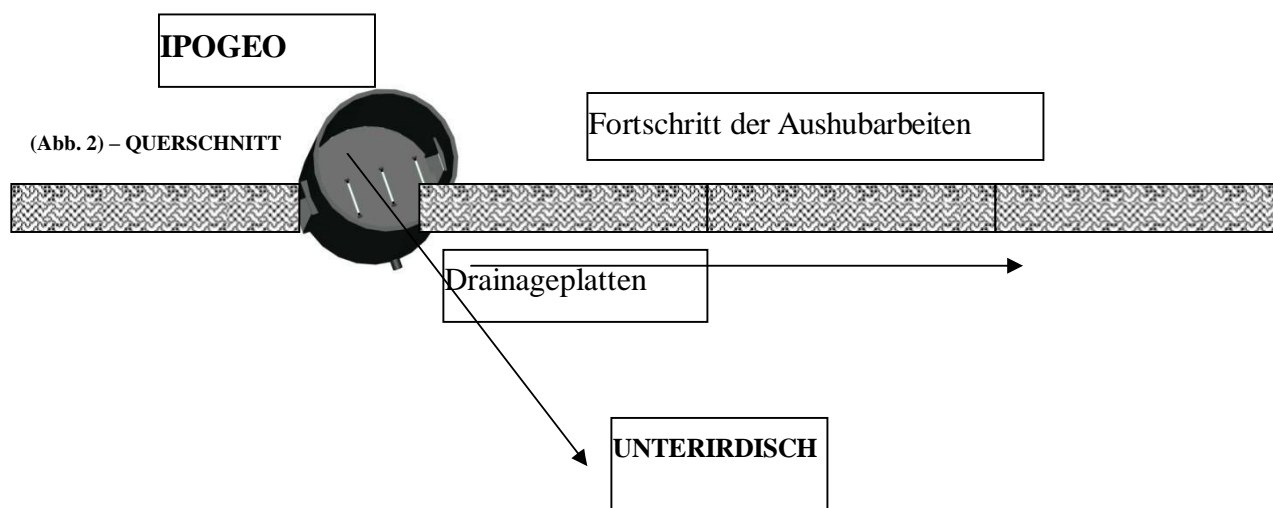 IPOGEO
Fortschritt der Aushubarbeiten
(Abb. 2) – QUERSCHNITT
Drainageplatten
UNTERIRDISCH